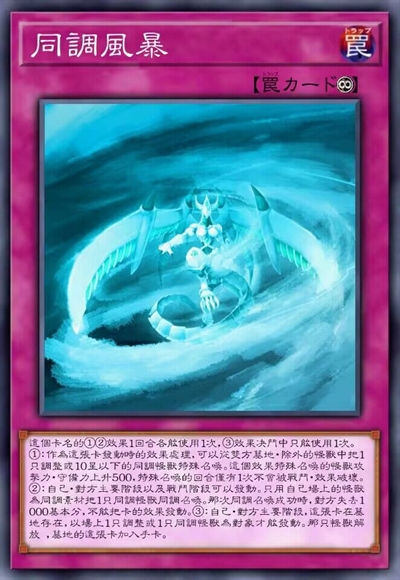 同調風暴
トラップ
罠
トラップ
【罠カード】
這個卡名的①②效果1回合各能使用1次,③效果決鬥中只能使用1次。
①:作為這張卡發動時的效果處理,可以從雙方墓地·除外的怪獸中把1
只調整或10星以下的同調怪獸特殊召喚。這個效果特殊召喚的怪獸攻
擊力·守備力上升500,特殊召喚的回合僅有1次不會被戰鬥·效果破壞。
②:自己·對方主要階段以及戰鬥階段可以發動。只用自己場上的怪獸
為同調素材把1只同調怪獸同調召喚。那次同調召喚成功時,對方失去1
000基本分,不能把卡的效果發動。③:自己·對方主要階段,這張卡在墓
地存在,以場上1只調整或1只同調怪獸為對象才能發動。那只怪獸解
放,墓地的這張卡加入手卡。